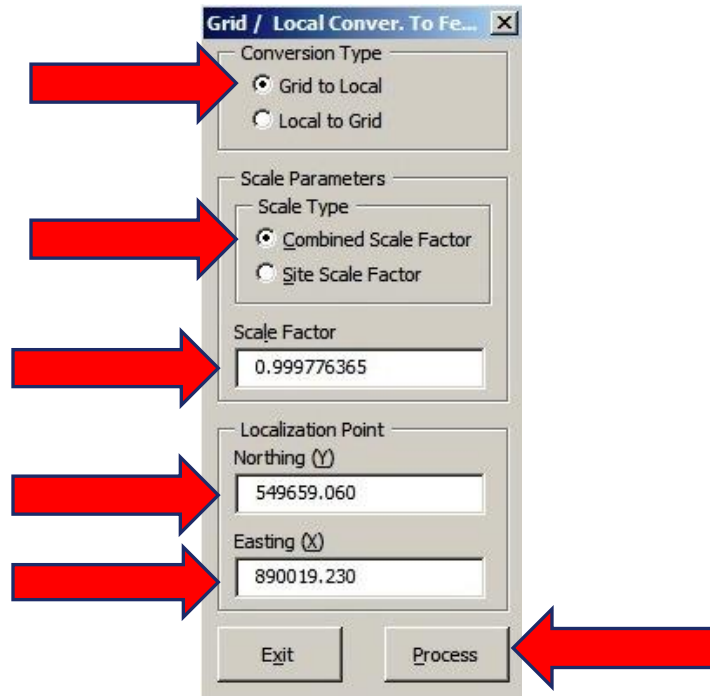 Grid / Local Conver. To Fe...
Conversion Type
Grid to Local
Local to Grid
Scale Parameters
Scale Type
Combined Scale Factor
Site Scale Factor
Scale Factor
0.999776365
Localization Point
Northing (Y)
549659.060
Easting (X)
890019.230
Exit Process